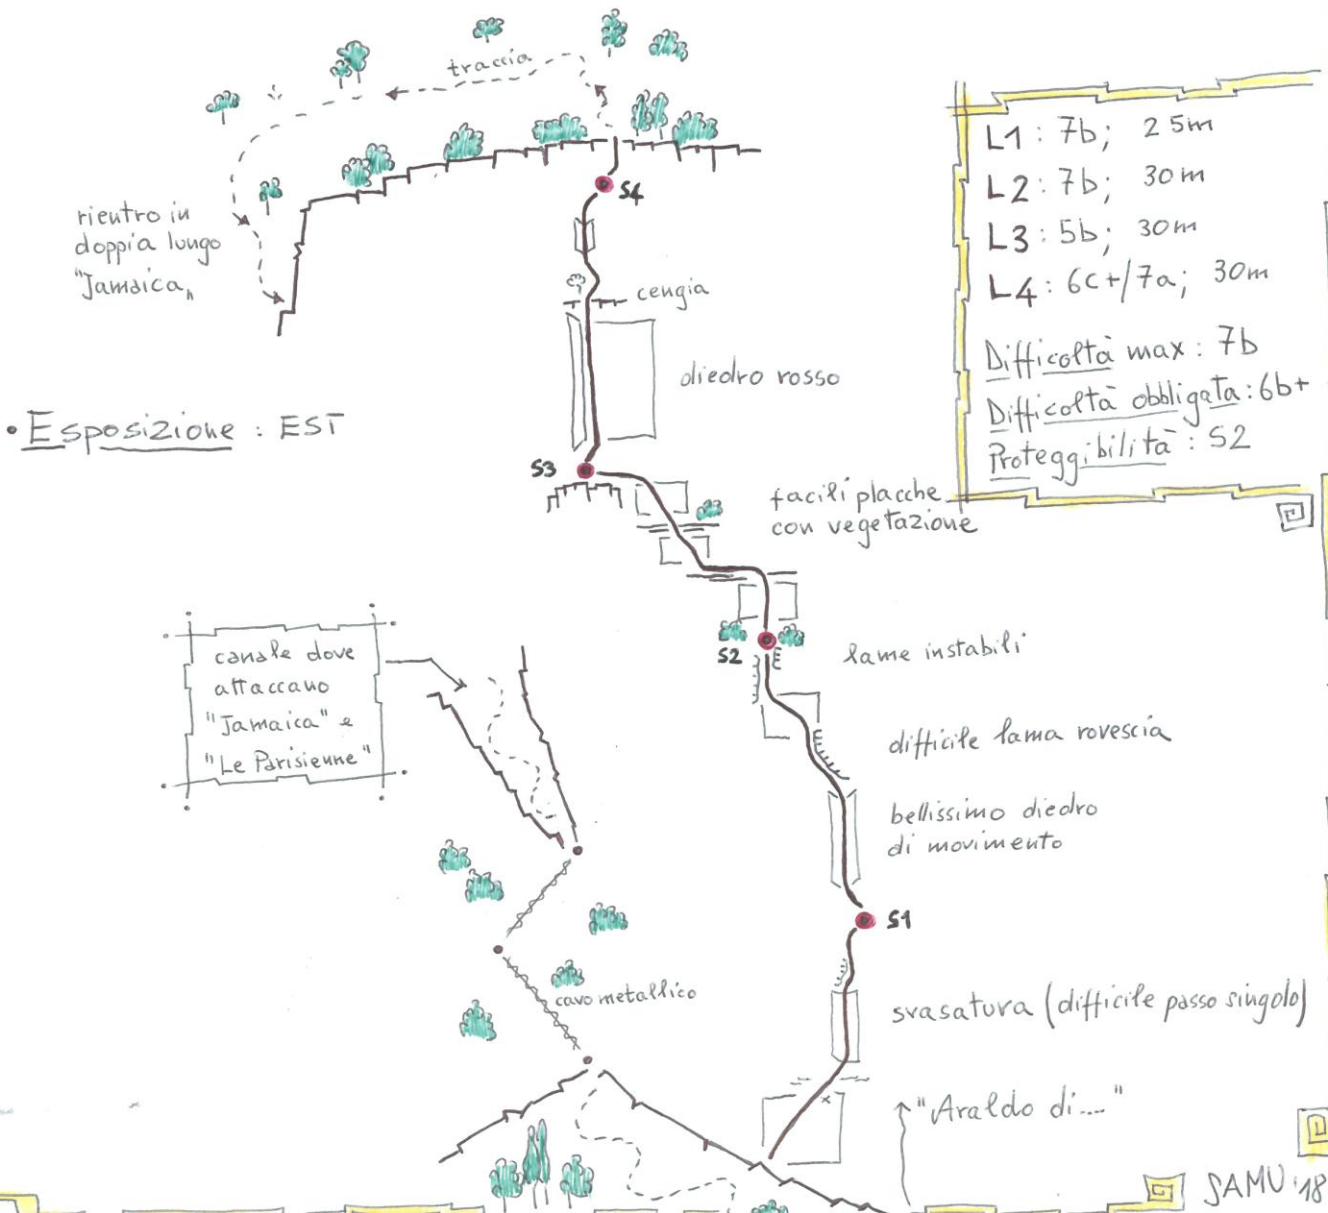 traccia
S4
rientro in
doppia lungo
"Jamaica"
cengia
diedro rosso
• Esposizione : EST
L1 : 7b; 25m
L2 : 7b; 30m
L3 : 5b; 30m
L4 : 6c+/7a; 30m
Difficoltà max : 7b
Difficoltà obbligata : 6b+
Proteggibilità : S2
S3
facili placche
con vegetazione
S2
lame instabili
canale dove
attaccano
"Jamaica" e
"Le Parisienne"
difficile lama rovescia
bellissimo diedro
di movimento
S1
cavo metallico
svasatura (difficile passo singolo)
"Araldo di...."
SAMU '18